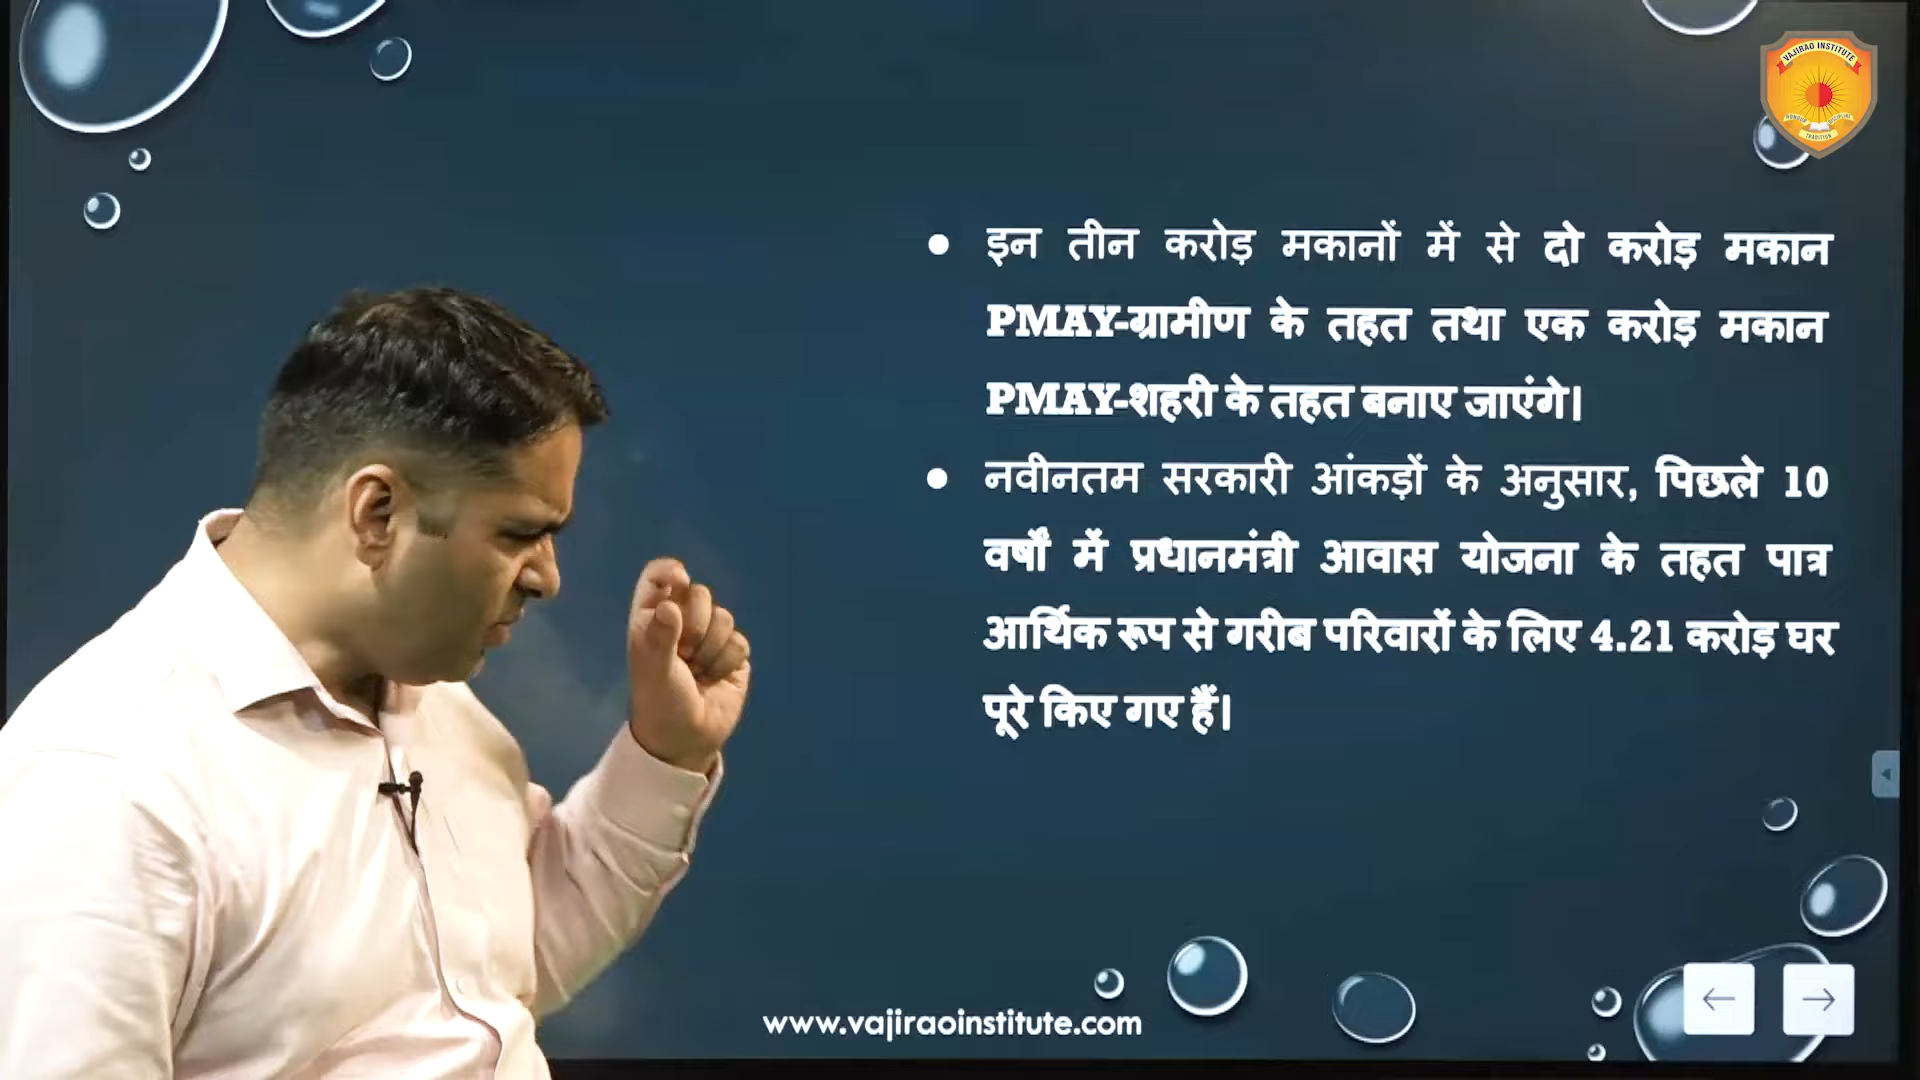 VAJIRAO INSTITUTE
TRADITION
इन तीन करोड़ मकानों में से दो करोड़ मकान
PMAY-ग्रामीण के तहत तथा एक करोड़ मकान
PMAY-शहरी के तहत बनाए जाएंगे।
नवीनतम सरकारी आंकड़ों के अनुसार, पिछले 10
वर्षों में प्रधानमंत्री आवास योजना के तहत पात्र
आर्थिक रूप से गरीब परिवारों के लिए 4.21 करोड़ घर
पूरे किए गए हैं।
www.vajiraoinstitute.com